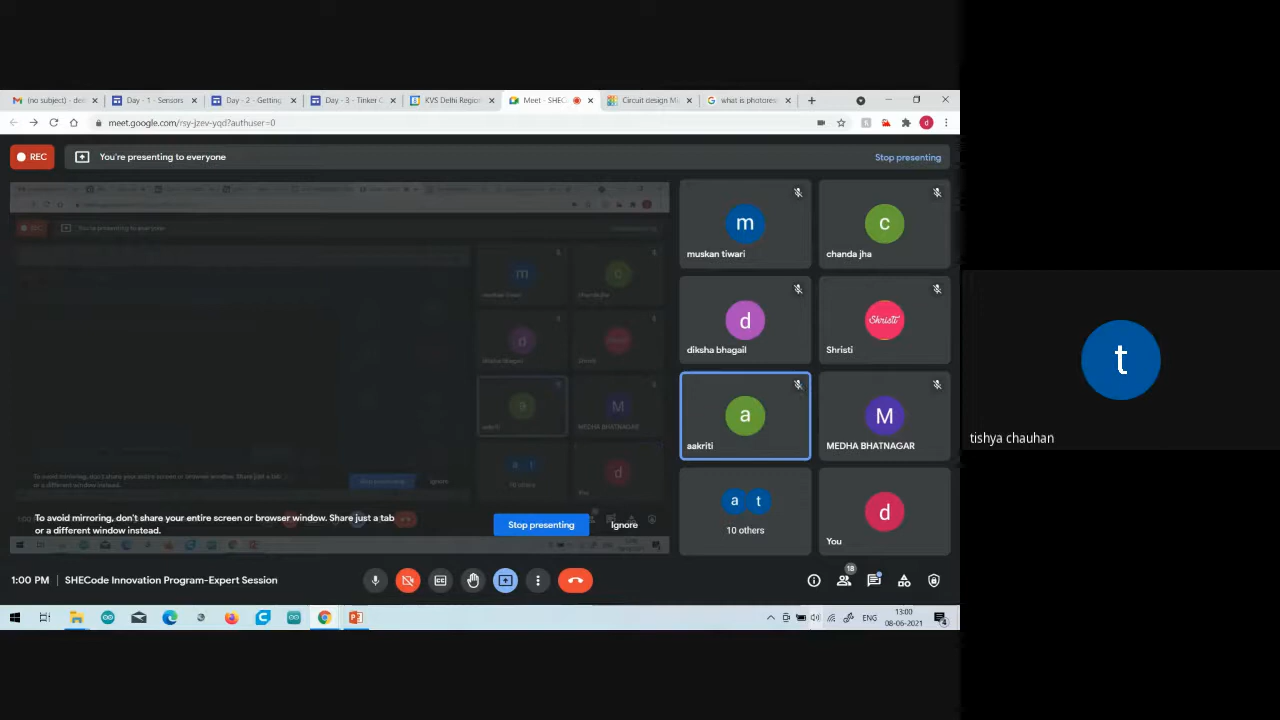 (no subject) - de
Day - 1 - Sensors
Day - 2 - Getting
Day - 3 - Tinker C
KVS Delhi Region
Meet - SHEC
Circuit design Mi
what is photores
meet.google.com/rsy-jzev-yqd?authuser=0
d
REC
You're presenting to everyone
Stop presenting
m
muskan tiwari
c
chanda jha
d
diksha bhagail
Shristi
Shristi
a
aakriti
M
MEDHA BHATNAGAR
a t
10 others
d
You
t
tishya chauhan
To avoid mirroring, don't share your entire screen or browser window. Share just a tab
or a different window instead.
Stop presenting
Ignore
1:00 PM | SHECode Innovation Program-Expert Session
18
ENG
13:00
08-06-2021
4